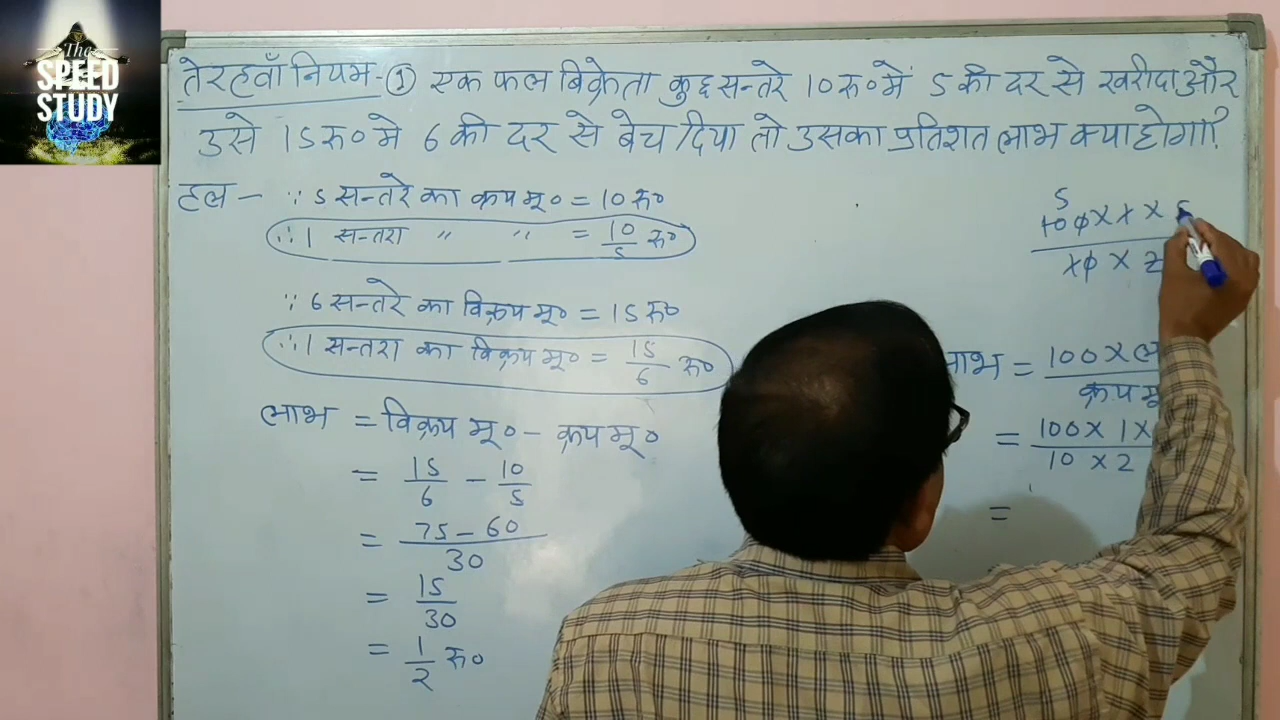 The
SPEED
STUDY
तेरहवाँ नियम-① एक फल विक्रेता कुछ सन्तरे 10रू०में 5 की दर से खरीदा और
उसे 15रू० मे 6 की दर से बेच दिया तो उसका प्रतिशत लाभ क्या होगा?
हल— ∵ 5 सन्तरे का क्रय मू० = 10 रू०
∴ 1 सन्तरा " " = 10/5 रू०
∵ 6 सन्तरे का विक्रय मू० = 15 रू०
∴ 1 सन्तरा का विक्रय मू० = 15/6 रू०
लाभ = विक्रय मू० - क्रय मू०
= 15/6 - 10/5
= 75-60/30
= 15/30
= 1/2 रू०
5
100 × 1 × 5
10 × 2
लाभ = 100 × ला
क्रय मू
= 100 × 1 ×
10 × 2
=